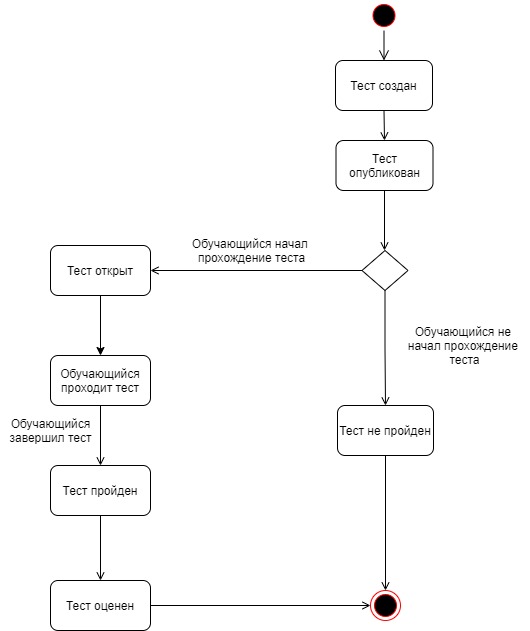 Тест создан
Тест
опубликован
Обучающийся начал
прохождение теста
Тест открыт
Обучающийся не
начал прохождение
теста
Обучающийся
проходит тест
Обучающийся
завершил тест
Тест не пройден
Тест пройден
Тест оценен